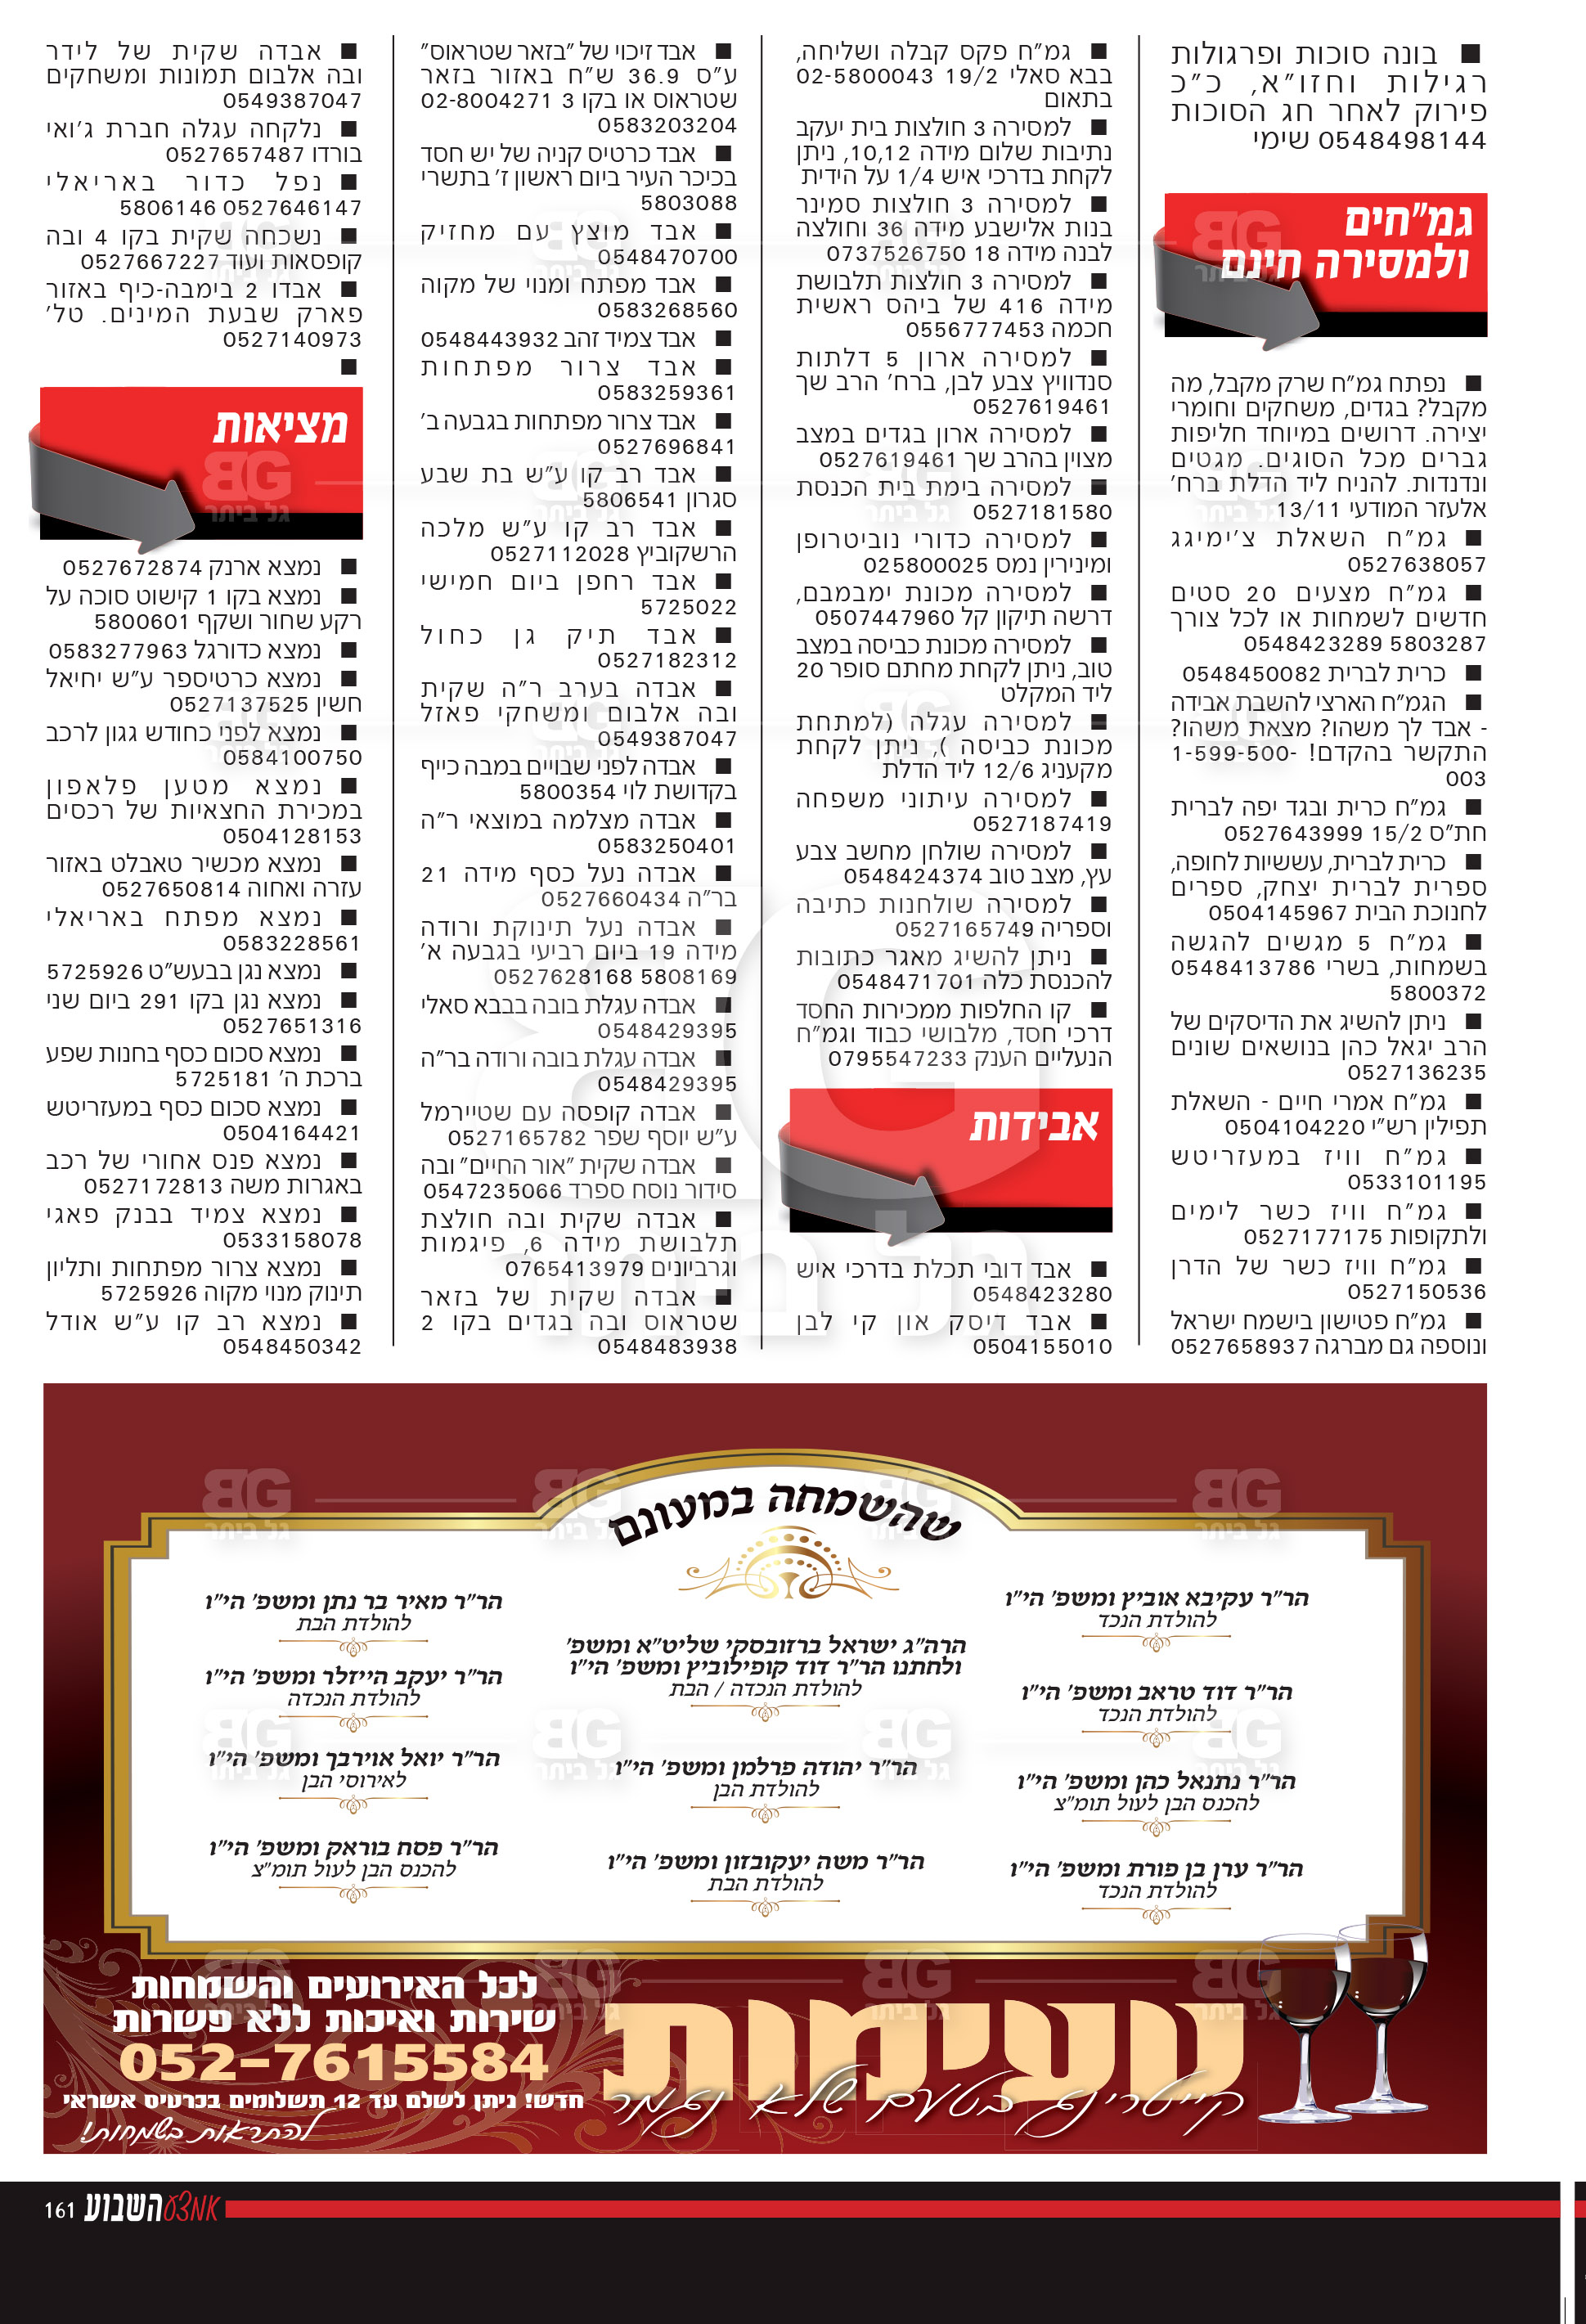 ■ בונה סוכות ופרגולות
רגילות וחזו"א, כ"כ
פירוק לאחר חג הסוכות
0548498144 שימי
גמ"חים
ולמסירה חינם
■ נפתח גמ"ח שרק מקבל, מה
מקבל? בגדים, משחקים וחומרי
יצירה. דרושים במיוחד חליפות
גברים מכל הסוגים. מגטים
ונדנדות. להניח ליד הדלת ברח'
אלעזר המודעי 13/11
■ גמ"ח השאלת צ'ימיגג
0527638057
■ גמ"ח מצעים 20 סטים
חדשים לשמחות או לכל צורך
0548423289 5803287
■ כרית לברית 0548450082
■ הגמ"ח הארצי להשבת אבידה
- אבד לך משהו? מצאת משהו?
התקשר בהקדם! 1-599-500-
003
■ גמ"ח כרית ובגד יפה לברית
חת"ס 15/2 0527643999
■ כרית לברית, עששיות לחופה,
ספרית לברית יצחק, ספרים
לחנוכת הבית 0504145967
■ גמ"ח 5 מגשים להגשה
בשמחות, בשרי 0548413786
5800372
■ ניתן להשיג את הדיסקים של
הרב יגאל כהן בנושאים שונים
0527136235
■ גמ"ח אמרי חיים - השאלת
תפילין רש"י 0504104220
■ גמ"ח וויז במעזריטש
0533101195
■ גמ"ח וויז כשר לימים
ולתקופות 0527177175
■ גמ"ח וויז כשר של הדרן
0527150536
■ גמ"ח פטישון בישמח ישראל
ונוספה גם מברגה 0527658937
■ גמ"ח פקס קבלה ושליחה,
בבא סאלי 19/2 02-5800043
בתאום
■ למסירה 3 חולצות בית יעקב
נתיבות שלום מידה 10,12, ניתן
לקחת בדרכי איש 1/4 על הידית
■ למסירה 3 חולצות סמינר
בנות אלישבע מידה 36 וחולצה
לבנה מידה 18 0737526750
■ למסירה 3 חולצות תלבושת
מידה 416 של ביהס ראשית
חכמה 0556777453
■ למסירה ארון 5 דלתות
סנדוויץ צבע לבן, ברח' הרב שך
0527619461
■ למסירה ארון בגדים במצב
מצוין בהרב שך 0527619461
■ למסירה בימת בית הכנסת
0527181580
■ למסירה כדורי נוביטרופן
ומינירין נמס 025800025
■ למסירה מכונת ימבמבם,
דרשה תיקון קל 0507447960
■ למסירה מכונת כביסה במצב
טוב, ניתן לקחת מחתם סופר 20
ליד המקלט
■ למסירה עגלה (למתחת
מכונת כביסה ), ניתן לקחת
מקעניג 12/6 ליד הדלת
■ למסירה עיתוני משפחה
0527187419
■ למסירה שולחן מחשב צבע
עץ, מצב טוב 0548424374
■ למסירה שולחנות כתיבה
וספריה 0527165749
■ ניתן להשיג מאגר כתובות
להכנסת כלה 0548471701
■ קו החלפות ממכירות החסד
דרכי חסד, מלבושי כבוד וגמ"ח
הנעליים הענק 0795547233
אבידות
■ אבד דובי תכלת בדרכי איש
0548423280
■ אבד דיסק און קי לבן
0504155010
■ אבד זיכוי של "בזאר שטראוס"
ע"ס 36.9 ש"ח באזור בזאר
שטראוס או בקו 3 02-8004271
0583203204
■ אבד כרטיס קניה של יש חסד
בכיכר העיר ביום ראשון ז' בתשרי
5803088
■ אבד מוצץ עם מחזיק
0548470700
■ אבד מפתח ומנוי של מקוה
0583268560
■ אבד צמיד זהב 0548443932
■ אבד צרור מפתחות
0583259361
■ אבד צרור מפתחות בגבעה ב'
0527696841
■ אבד רב קו ע"ש בת שבע
סגרון 5806541
■ אבד רב קו ע"ש מלכה
הרשקוביץ 0527112028
■ אבד רחפן ביום חמישי
5725022
■ אבד תיק גן כחול
0527182312
■ אבדה בערב ר"ה שקית
ובה אלבום ומשחקי פאזל
0549387047
■ אבדה לפני שבויים במבה כייף
בקדושת לוי 5800354
■ אבדה מצלמה במוצאי ר"ה
0583250401
■ אבדה נעל כסף מידה 21
בר"ה 0527660434
■ אבדה נעל תינוקת ורודה
מידה 19 ביום רביעי בגבעה א'
0527628168 5808169
■ אבדה עגלת בובה בבבא סאלי
0548429395
■ אבדה עגלת בובה ורודה בר"ה
0548429395
■ אבדה קופסה עם שטיירמל
ע"ש יוסף שפר 0527165782
■ אבדה שקית "אור החיים" ובה
סידור נוסח ספרד 0547235066
■ אבדה שקית ובה חולצת
תלבושת מידה 6, פיגמות
וגרביונים 0765413979
■ אבדה שקית של בזאר
שטראוס ובה בגדים בקו 2
0548483938
■ אבדה שקית של לידר
ובה אלבום תמונות ומשחקים
0549387047
■ נלקחה עגלה חברת ג'ואי
בורדו 0527657487
■ נפל כדור באריאלי
0527646147 5806146
■ נשכחה שקית בקו 4 ובה
קופסאות ועוד 0527667227
■ אבדו 2 בימבה-כיף באזור
פארק שבעת המינים. טל'
0527140973
■
מציאות
■ נמצא ארנק 0527672874
■ נמצא בקו 1 קישוט סוכה על
רקע שחור ושקף 5800601
■ נמצא כדורגל 0583277963
■ נמצא כרטיספר ע"ש יחיאל
חשין 0527137525
■ נמצא לפני כחודש גגון לרכב
0584100750
■ נמצא מטען פלאפון
במכירת החצאיות של רכסים
0504128153
■ נמצא מכשיר טאבלט באזור
עזרה ואחוה 0527650814
■ נמצא מפתח באריאלי
0583228561
■ נמצא נגן בבעש"ט 5725926
■ נמצא נגן בקו 291 ביום שני
0527651316
■ נמצא סכום כסף בחנות שפע
ברכת ה' 5725181
■ נמצא סכום כסף במעזריטש
0504164421
■ נמצא פנס אחורי של רכב
באגרות משה 0527172813
■ נמצא צמיד בבנק פאגי
0533158078
■ נמצא צרור מפתחות ותליון
תינוק מנוי מקוה 5725926
■ נמצא רב קו ע"ש אודל
0548450342
שהשמחה במעונם
הר"ר עקיבא אוביץ ומשפ' הי"ו
להולדת הנכד
הר"ר דוד טראב ומשפ' הי"ו
להולדת הנכד
הר"ר נתנאל כהן ומשפ' הי"ו
להכנס הבן לעול תומ"צ
הר"ר ערן בן פורת ומשפ' הי"ו
להולדת הנכד
הרה"ג ישראל ברזובסקי שליט"א ומשפ'
ולחתנו הר"ר דוד קופילוביץ ומשפ' הי"ו
להולדת הנכדה / הבת
הר"ר יהודה פרלמן ומשפ' הי"ו
להולדת הבן
הר"ר משה יעקובזון ומשפ' הי"ו
להולדת הבת
הר"ר מאיר בר נתן ומשפ' הי"ו
להולדת הבת
הר"ר יעקב הייזלר ומשפ' הי"ו
להולדת הנכדה
הר"ר יואל אוירבך ומשפ' הי"ו
לאירוסי הבן
הר"ר פסח בוראק ומשפ' הי"ו
להכנס הבן לעול תומ"צ
נעימות
קייטרינג בטעם שלא נגמר
לכל האירועים והשמחות
שירות ואיכות ללא פשרות
052-7615584
חדש! ניתן לשלם עד 12 תשלומים בכרטיס אשראי
להתראות בשמחות!
אמצע השבוע 161
BG
גל ביתר